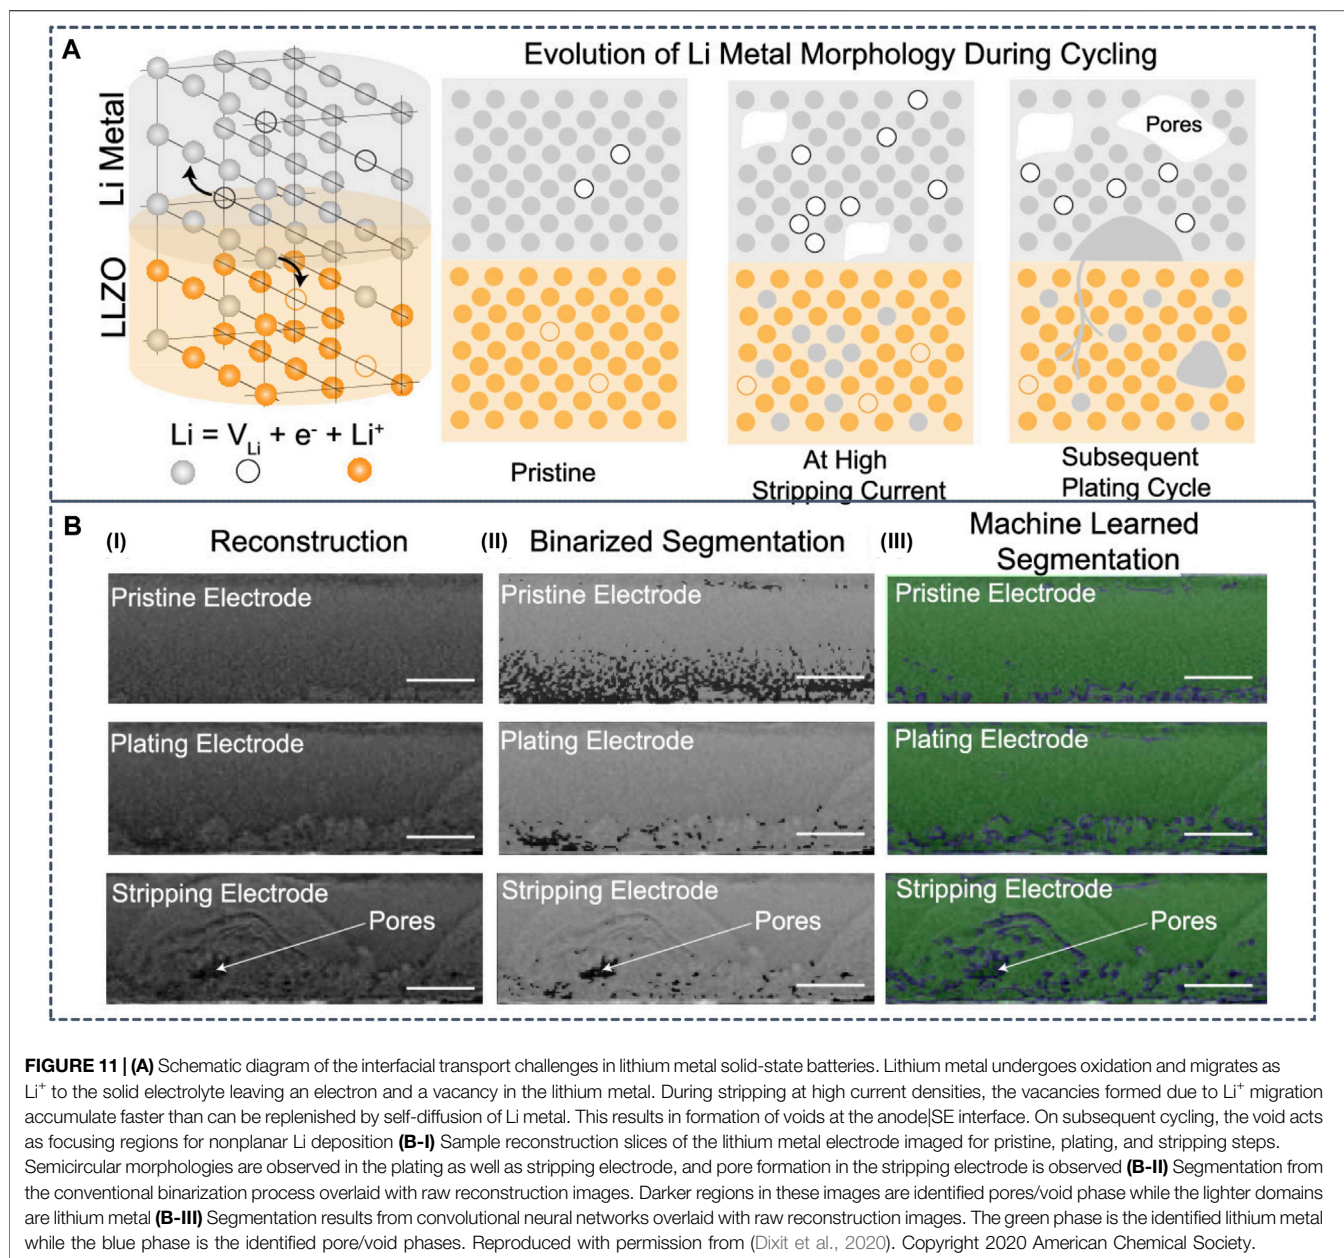 A
Evolution of Li Metal Morphology During Cycling
Li Metal
LLZO
Pores
Li = V_Li + e⁻ + Li⁺
Pristine
At High
Stripping Current
Subsequent
Plating Cycle
B
(I) Reconstruction
(II) Binarized Segmentation
(III) Machine Learned
Segmentation
Pristine Electrode
Pristine Electrode
Pristine Electrode
Plating Electrode
Plating Electrode
Plating Electrode
Stripping Electrode
Pores
Stripping Electrode
Pores
Stripping Electrode
Pores
FIGURE 11 | (A) Schematic diagram of the interfacial transport challenges in lithium metal solid-state batteries. Lithium metal undergoes oxidation and migrates as
Li⁺ to the solid electrolyte leaving an electron and a vacancy in the lithium metal. During stripping at high current densities, the vacancies formed due to Li⁺ migration
accumulate faster than can be replenished by self-diffusion of Li metal. This results in formation of voids at the anode|SE interface. On subsequent cycling, the void acts
as focusing regions for nonplanar Li deposition (B-I) Sample reconstruction slices of the lithium metal electrode imaged for pristine, plating, and stripping steps.
Semicircular morphologies are observed in the plating as well as stripping electrode, and pore formation in the stripping electrode is observed (B-II) Segmentation from
the conventional binarization process overlaid with raw reconstruction images. Darker regions in these images are identified pores/void phase while the lighter domains
are lithium metal (B-III) Segmentation results from convolutional neural networks overlaid with raw reconstruction images. The green phase is the identified lithium metal
while the blue phase is the identified pore/void phases. Reproduced with permission from (Dixit et al., 2020). Copyright 2020 American Chemical Society.